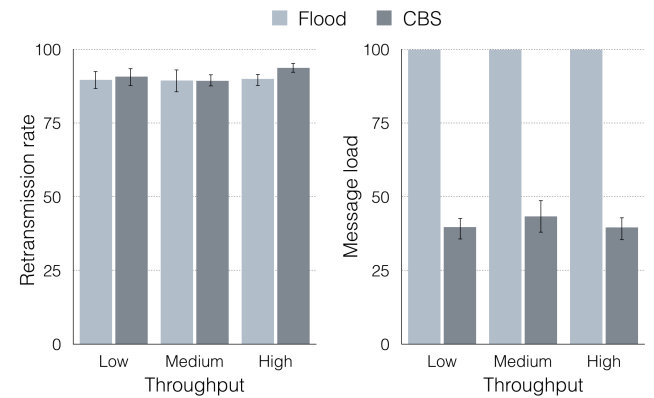 Flood CBS
Retransmission rate
100
75
50
25
0
Low Medium High
Throughput
Message load
100
75
50
25
0
Low Medium High
Throughput